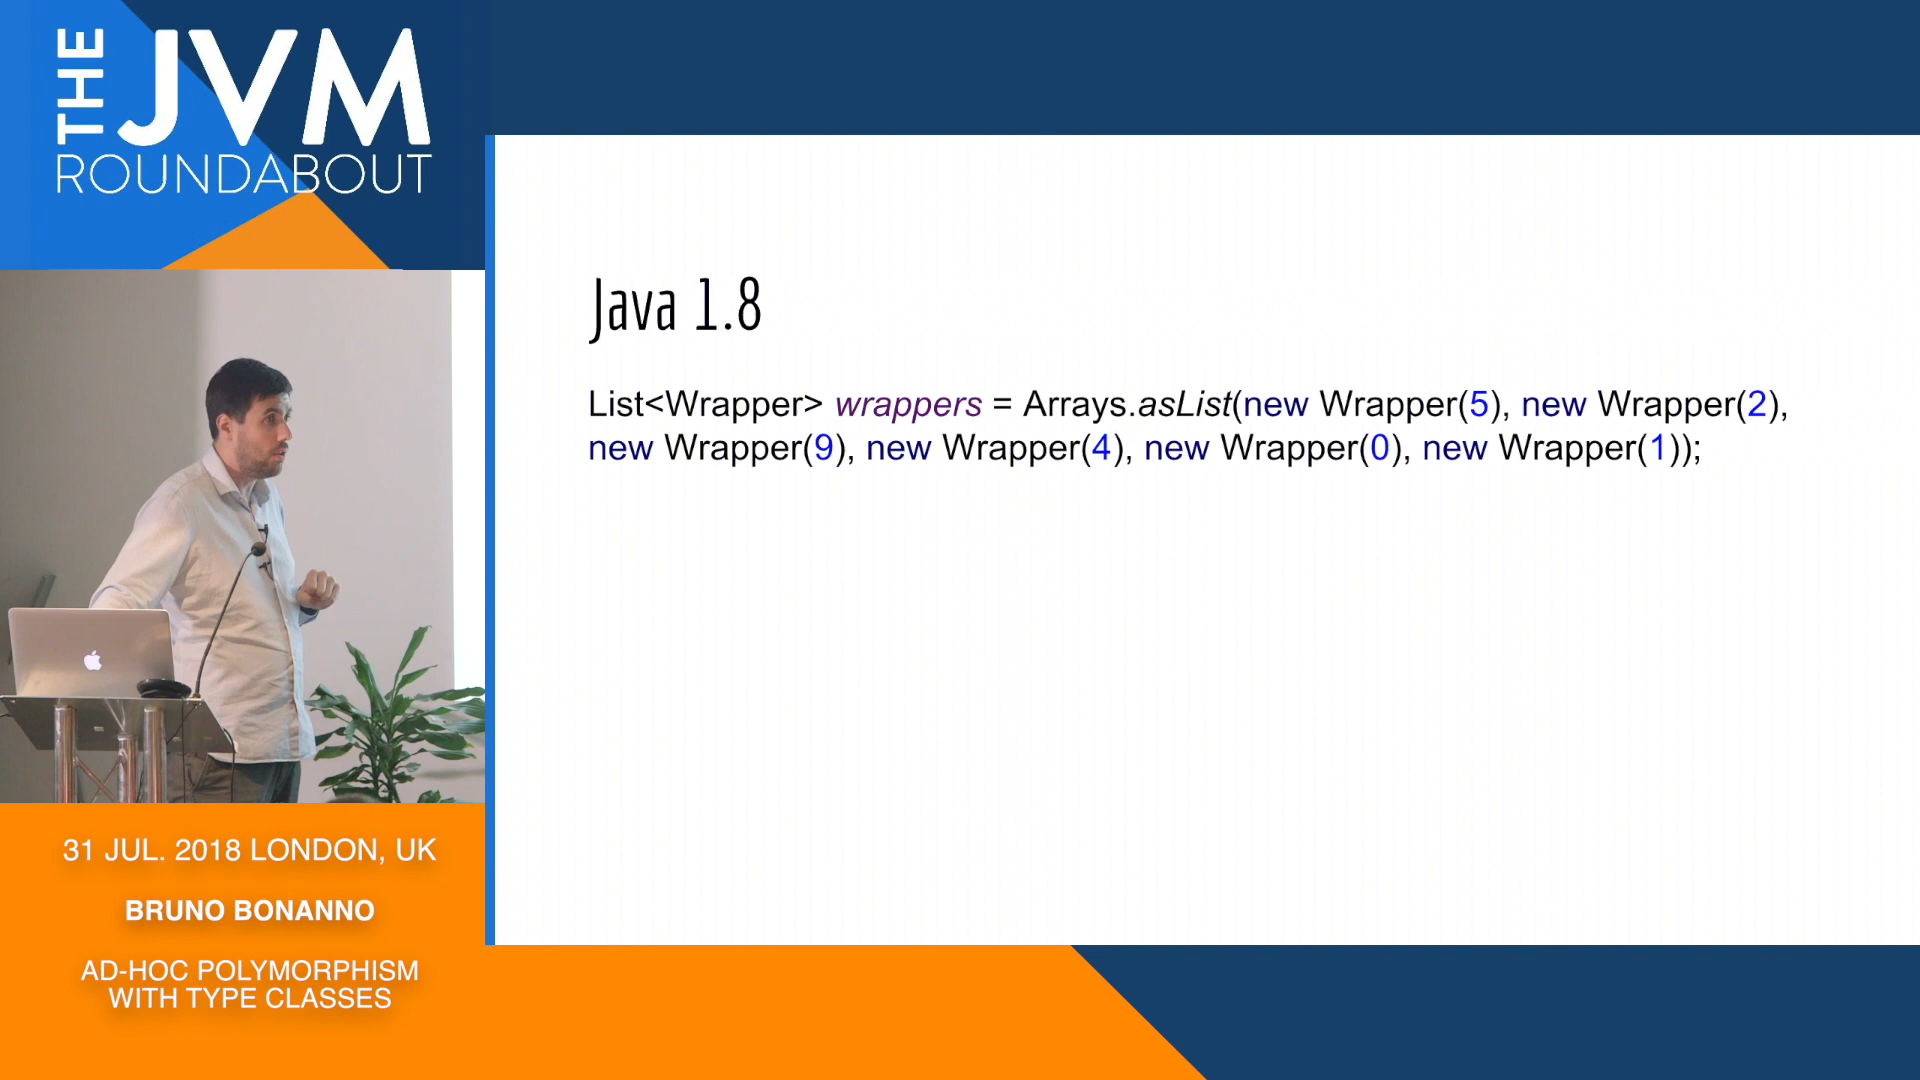 THE JVM
ROUNDABOUT
Java 1.8
List<Wrapper> wrappers = Arrays.asList(new Wrapper(5), new Wrapper(2),
new Wrapper(9), new Wrapper(4), new Wrapper(0), new Wrapper(1));
31 JUL. 2018 LONDON, UK
BRUNO BONANNO
AD-HOC POLYMORPHISM
WITH TYPE CLASSES